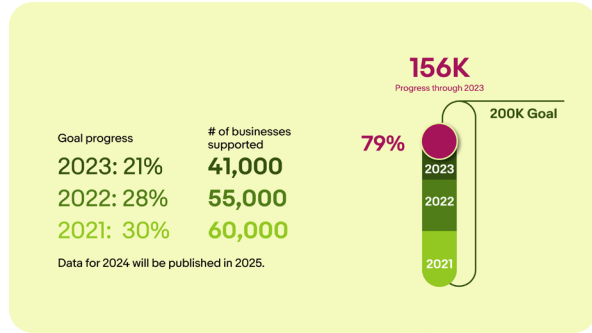 156K
Progress through 2023
200K Goal
Goal progress
# of businesses
supported
79%
2023: 21% 41,000
2022: 28% 55,000
2021: 30% 60,000
Data for 2024 will be published in 2025.
2023
2022
2021